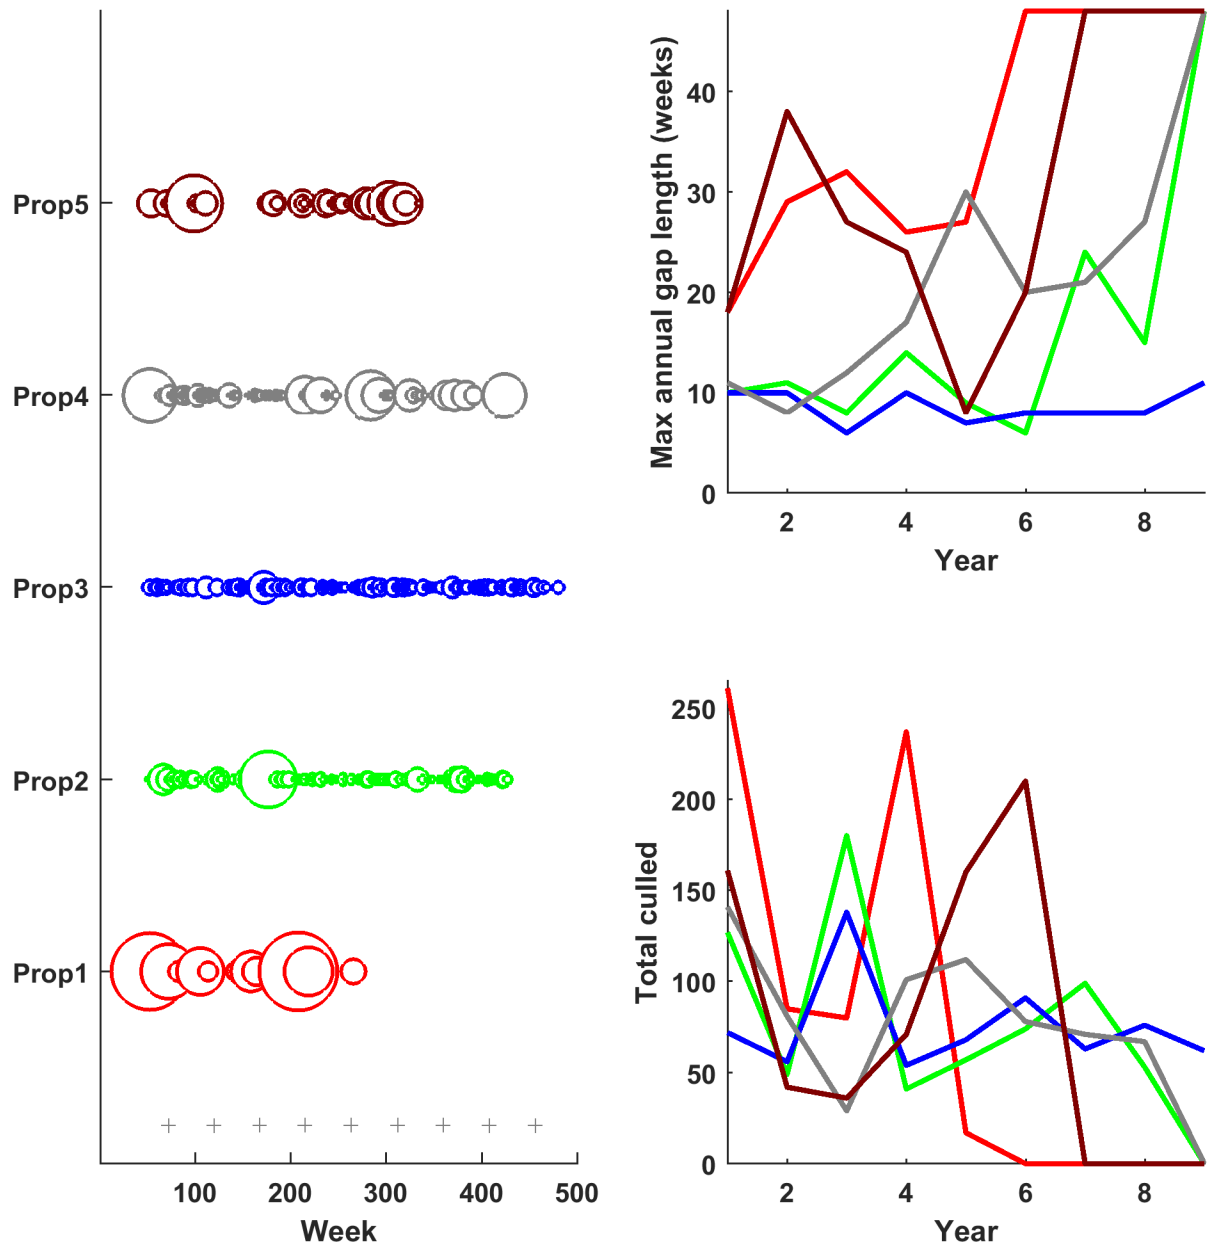 Prop5
Prop4
Prop3
Prop2
Prop1
100 200 300 400 500
Week
Max annual gap length (weeks)
40
30
20
10
0
2 4 6 8
Year
Total culled
250
200
150
100
50
0
2 4 6 8
Year